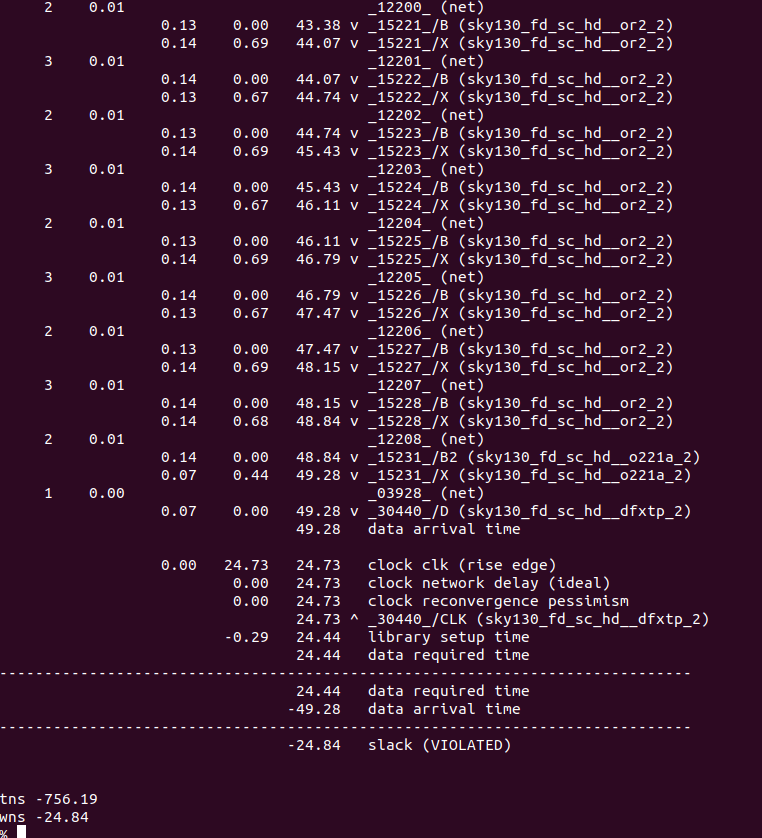 2    0.01                           _12200_ (net)
                  0.13    0.00   43.38 v _15221_/B (sky130_fd_sc_hd__or2_2)
                  0.14    0.69   44.07 v _15221_/X (sky130_fd_sc_hd__or2_2)
     3    0.01                           _12201_ (net)
                  0.14    0.00   44.07 v _15222_/B (sky130_fd_sc_hd__or2_2)
                  0.13    0.67   44.74 v _15222_/X (sky130_fd_sc_hd__or2_2)
     2    0.01                           _12202_ (net)
                  0.13    0.00   44.74 v _15223_/B (sky130_fd_sc_hd__or2_2)
                  0.14    0.69   45.43 v _15223_/X (sky130_fd_sc_hd__or2_2)
     3    0.01                           _12203_ (net)
                  0.14    0.00   45.43 v _15224_/B (sky130_fd_sc_hd__or2_2)
                  0.13    0.67   46.11 v _15224_/X (sky130_fd_sc_hd__or2_2)
     2    0.01                           _12204_ (net)
                  0.13    0.00   46.11 v _15225_/B (sky130_fd_sc_hd__or2_2)
                  0.14    0.69   46.79 v _15225_/X (sky130_fd_sc_hd__or2_2)
     3    0.01                           _12205_ (net)
                  0.14    0.00   46.79 v _15226_/B (sky130_fd_sc_hd__or2_2)
                  0.13    0.67   47.47 v _15226_/X (sky130_fd_sc_hd__or2_2)
     2    0.01                           _12206_ (net)
                  0.13    0.00   47.47 v _15227_/B (sky130_fd_sc_hd__or2_2)
                  0.14    0.69   48.15 v _15227_/X (sky130_fd_sc_hd__or2_2)
     3    0.01                           _12207_ (net)
                  0.14    0.00   48.15 v _15228_/B (sky130_fd_sc_hd__or2_2)
                  0.14    0.68   48.84 v _15228_/X (sky130_fd_sc_hd__or2_2)
     2    0.01                           _12208_ (net)
                  0.14    0.00   48.84 v _15231_/B2 (sky130_fd_sc_hd__o221a_2)
                  0.07    0.44   49.28 v _15231_/X (sky130_fd_sc_hd__o221a_2)
     1    0.00                           _03928_ (net)
                  0.07    0.00   49.28 v _30440_/D (sky130_fd_sc_hd__dfxtp_2)
                                 49.28   data arrival time

                  0.00   24.73   24.73   clock clk (rise edge)
                          0.00   24.73   clock network delay (ideal)
                          0.00   24.73   clock reconvergence pessimism
                                 24.73 ^ _30440_/CLK (sky130_fd_sc_hd__dfxtp_2)
                         -0.29   24.44   library setup time
                                 24.44   data required time
-----------------------------------------------------------------------------
                                 24.44   data required time
                                -49.28   data arrival time
-----------------------------------------------------------------------------
                                -24.84   slack (VIOLATED)


tns -756.19
wns -24.84
%